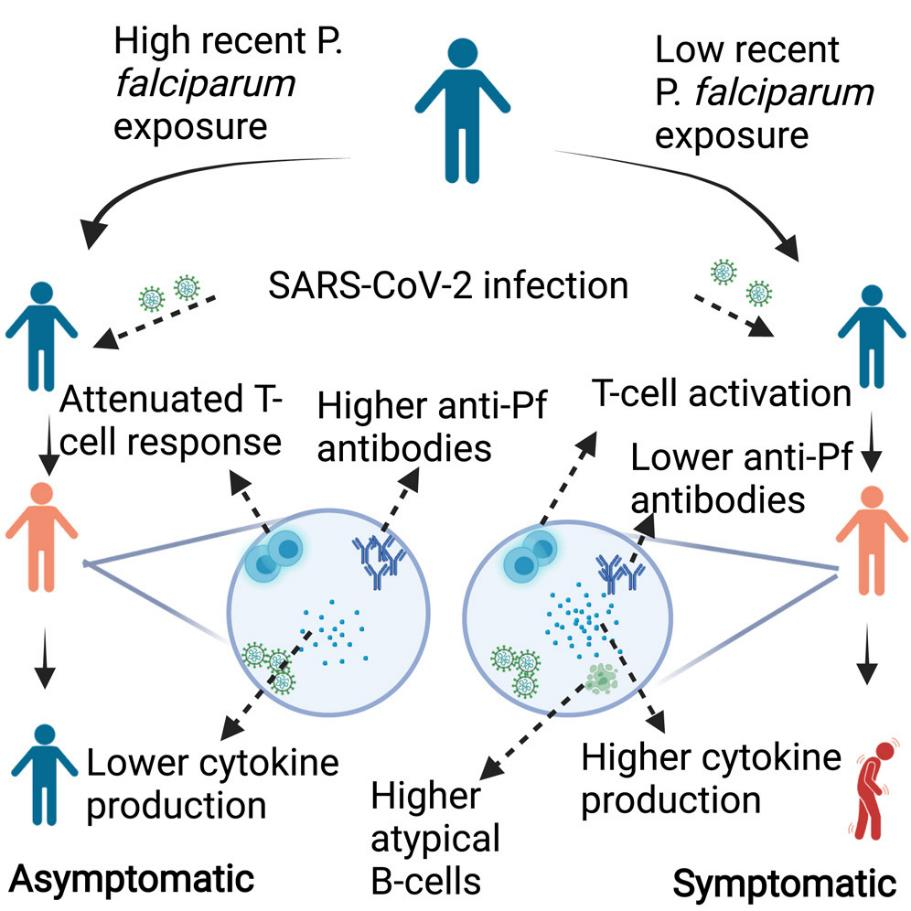 High recent P.
falciparum
exposure
Low recent
P. falciparum
exposure
SARS-CoV-2 infection
Attenuated T-
cell response
Higher anti-Pf
antibodies
T-cell activation
Lower anti-Pf
antibodies
Lower cytokine
production
Higher
atypical
B-cells
Higher cytokine
production
Asymptomatic
Symptomatic